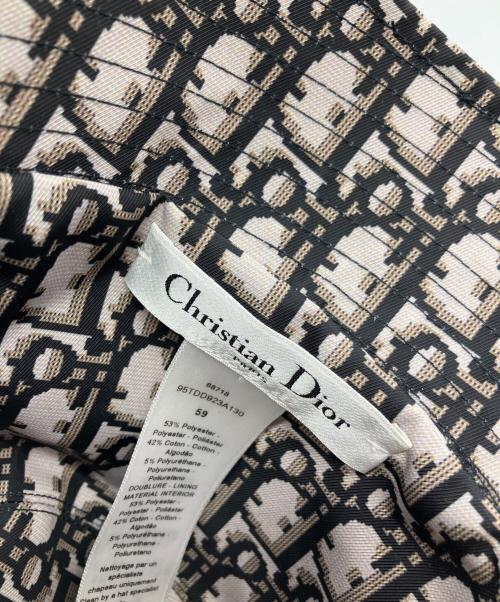 Christian Dior
PARIS
68718
95TDD923A130
59
53% Polyester -
Polyester - Poliéster
42% Coton - Cotton -
Algodão
5% Polyuréthane -
Polyurethane -
Poliuretano
DOUBLURE - LINING
MATERIAL INTERIOR
53% Polyester -
Polyester - Poliéster
42% Coton - Cotton -
Algodão
5% Polyuréthane -
Polyurethane -
Poliuretano
Nettoyage par un
spécialiste
chapeau uniquement
Clean by a hat specialist